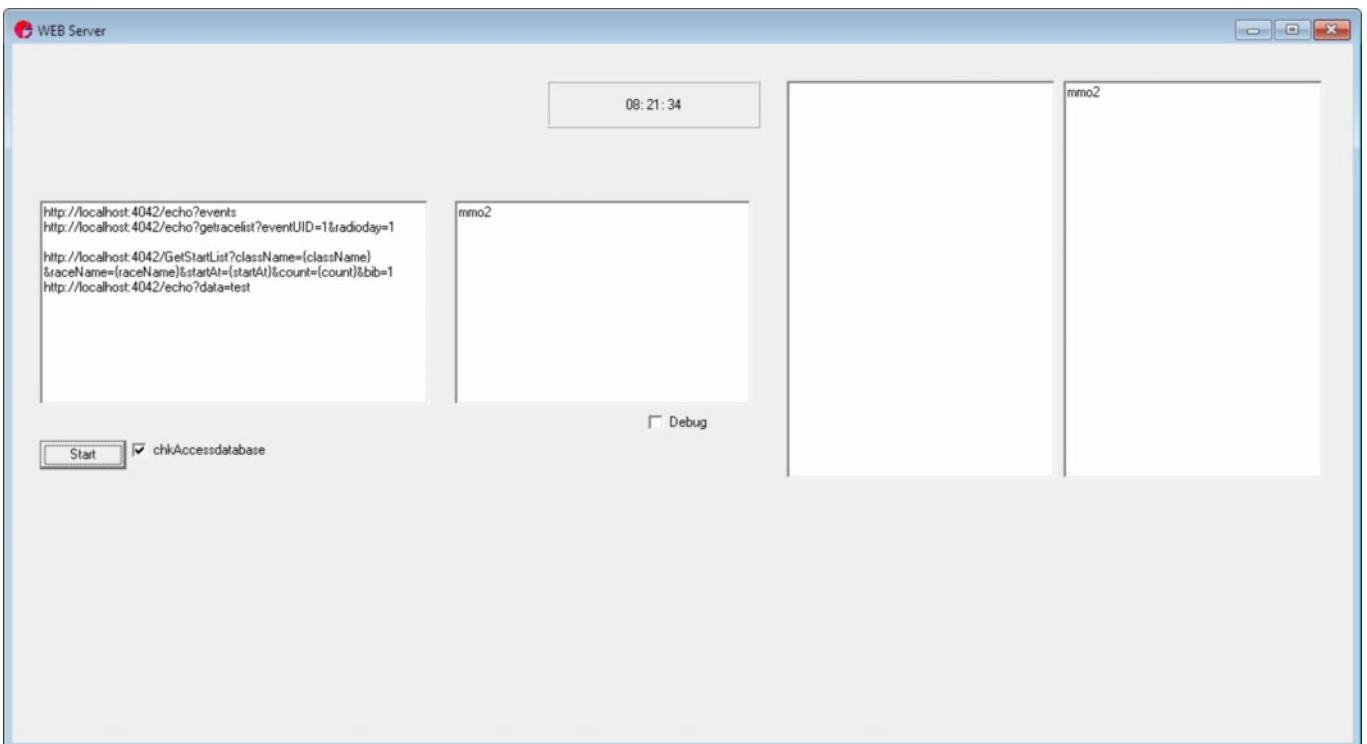 WEB Server
08:21:34
mmo2
http://localhost:4042/echo?events
http://localhost:4042/echo?getracelist?eventUID=1&radioday=1
http://localhost:4042/GetStartList?className={className}
&raceName={raceName}&startAt={startAt}&count={count}&bib=1
http://localhost:4042/echo?data=test
mmo2
Debug
Start
chkAccessdatabase